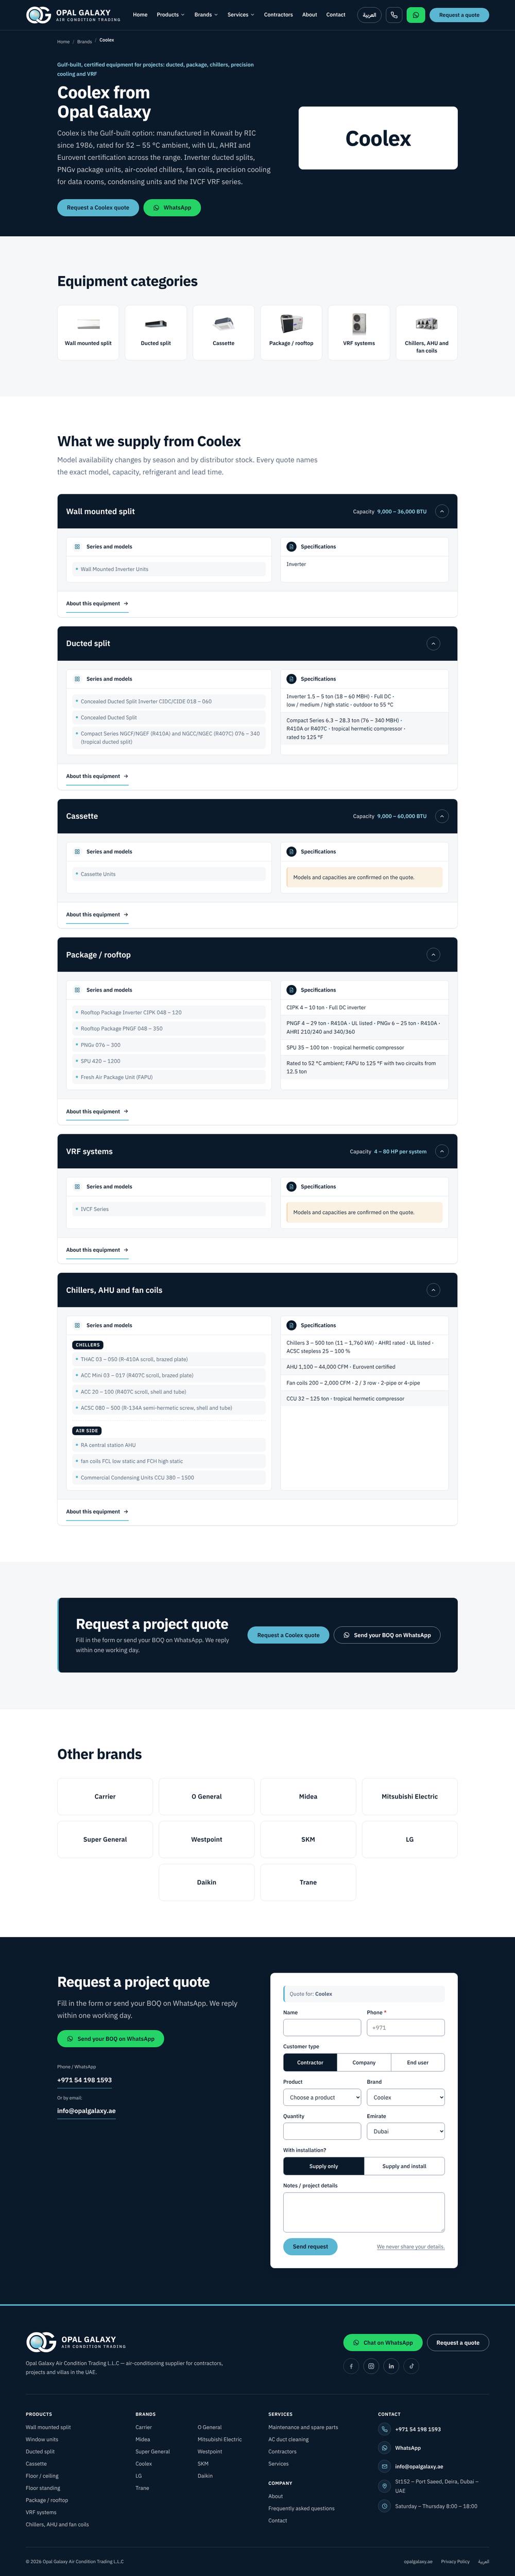 OPAL GALAXY
AIR CONDITION TRADING
Home Products Brands Services Contractors About Contact العربية Request a quote
Home / Brands / Coolex
Gulf-built, certified equipment for projects: ducted, package, chillers, precision
cooling and VRF
Coolex from
Opal Galaxy
Coolex is the Gulf-built option: manufactured in Kuwait by RIC
since 1986, rated for 52 – 55 °C ambient, with UL, AHRI and
Eurovent certification across the range. Inverter ducted splits,
PNGv package units, air-cooled chillers, fan coils, precision cooling
for data rooms, condensing units and the IVCF VRF series.
Coolex
Request a Coolex quote WhatsApp
Equipment categories
Wall mounted split
Ducted split
Cassette
Package / rooftop
VRF systems
Chillers, AHU and
fan coils
What we supply from Coolex
Model availability changes by season and by distributor stock. Every quote names
the exact model, capacity, refrigerant and lead time.
Wall mounted split
Capacity 9,000 – 36,000 BTU
Series and models
Wall Mounted Inverter Units
Specifications
Inverter
About this equipment →
Ducted split
Series and models
Concealed Ducted Split Inverter CIDC/CIDE 018 – 060
Concealed Ducted Split
Compact Series NGCF/NGEF (R410A) and NGCC/NGEC (R407C) 076 – 340
(tropical ducted split)
Specifications
Inverter 1.5 – 5 ton (18 – 60 MBH) · Full DC ·
low / medium / high static · outdoor to 55 °C
Compact Series 6.3 – 28.3 ton (76 – 340 MBH) ·
R410A or R407C · tropical hermetic compressor ·
rated to 125 °F
About this equipment →
Cassette
Capacity 9,000 – 60,000 BTU
Series and models
Cassette Units
Specifications
Models and capacities are confirmed on the quote.
About this equipment →
Package / rooftop
Series and models
Rooftop Package Inverter CIPK 048 – 120
Rooftop Package PNGF 048 – 350
PNGv 076 – 300
SPU 420 – 1200
Fresh Air Package Unit (FAPU)
Specifications
CIPK 4 – 10 ton · Full DC inverter
PNGF 4 – 29 ton · R410A · UL listed · PNGv 6 – 25 ton · R410A ·
AHRI 210/240 and 340/360
SPU 35 – 100 ton · tropical hermetic compressor
Rated to 52 °C ambient; FAPU to 125 °F with two circuits from
12.5 ton
About this equipment →
VRF systems
Capacity 4 – 80 HP per system
Series and models
IVCF Series
Specifications
Models and capacities are confirmed on the quote.
About this equipment →
Chillers, AHU and fan coils
Series and models
CHILLERS
THAC 03 – 050 (R-410A scroll, brazed plate)
ACC Mini 03 – 017 (R407C scroll, brazed plate)
ACC 20 – 100 (R407C scroll, shell and tube)
ACSC 080 – 500 (R-134A semi-hermetic screw, shell and tube)
AIR SIDE
RA central station AHU
fan coils FCL low static and FCH high static
Commercial Condensing Units CCU 380 – 1500
Specifications
Chillers 3 – 500 ton (11 – 1,760 kW) · AHRI rated · UL listed ·
ACSC stepless 25 – 100 %
AHU 1,100 – 44,000 CFM · Eurovent certified
Fan coils 200 – 2,000 CFM · 2 / 3 row · 2-pipe or 4-pipe
CCU 32 – 125 ton · tropical hermetic compressor
About this equipment →
Request a project quote
Fill in the form or send your BOQ on WhatsApp. We reply
within one working day.
Request a Coolex quote Send your BOQ on WhatsApp
Other brands
Carrier O General Midea Mitsubishi Electric
Super General Westpoint SKM LG
Daikin Trane
Request a project quote
Fill in the form or send your BOQ on WhatsApp. We reply
within one working day.
Send your BOQ on WhatsApp
Phone / WhatsApp
+971 54 198 1593
Or by email
info@opalgalaxy.ae
Quote for: Coolex
Name Phone *
+971
Customer type
Contractor Company End user
Product Brand
Choose a product Coolex
Quantity Emirate
Dubai
With installation?
Supply only Supply and install
Notes / project details
Send request We never share your details.
OPAL GALAXY
AIR CONDITION TRADING
Opal Galaxy Air Condition Trading L.L.C — air-conditioning supplier for contractors,
projects and villas in the UAE.
Chat on WhatsApp Request a quote
PRODUCTS
Wall mounted split
Window units
Ducted split
Cassette
Floor / ceiling
Floor standing
Package / rooftop
VRF systems
Chillers, AHU and fan coils
BRANDS
Carrier O General
Midea Mitsubishi Electric
Super General Westpoint
Coolex SKM
LG Daikin
Trane
SERVICES
Maintenance and spare parts
AC duct cleaning
Contractors
Services
COMPANY
About
Frequently asked questions
Contact
CONTACT
+971 54 198 1593
WhatsApp
info@opalgalaxy.ae
St152 – Port Saeed, Deira, Dubai –
UAE
Saturday – Thursday 8:00 – 18:00
© 2026 Opal Galaxy Air Condition Trading L.L.C
opalgalaxy.ae Privacy Policy العربية